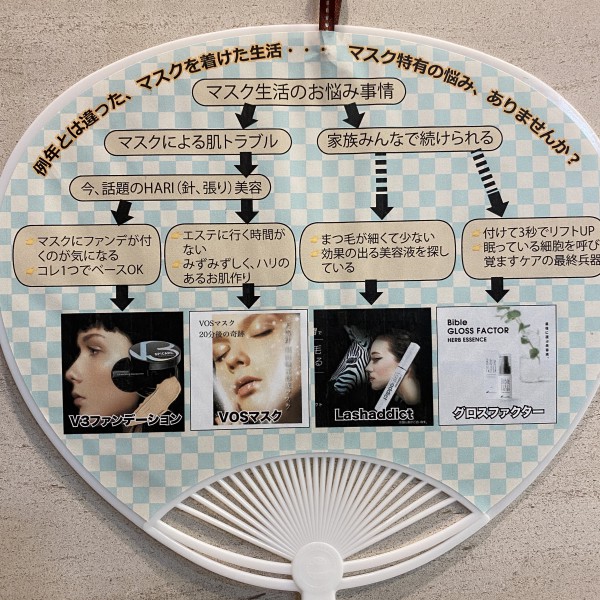 例年とは違った、マスクを着けた生活・・・　マスク特有の悩み、ありませんか？
マスク生活のお悩み事情
マスクによる肌トラブル
家族みんなで続けられる
今、話題のHARI（針、張り）美容
マスクにファンデが付
くのが気になる
コレ1つでベースOK
エステに行く時間が
ない
みずみずしく、ハリの
あるお肌作り
まつ毛が細くて少ない
効果の出る美容液を探し
ている
付けて3秒でリフトUP
眠っている細胞を呼び
覚ますケアの最終兵器
V3ファンデーション
VOSマスク
20分後の奇跡
VOSマスク
Lashaddict
Bible
GLOSS FACTOR
HERB ESSENCE
グロスファクター